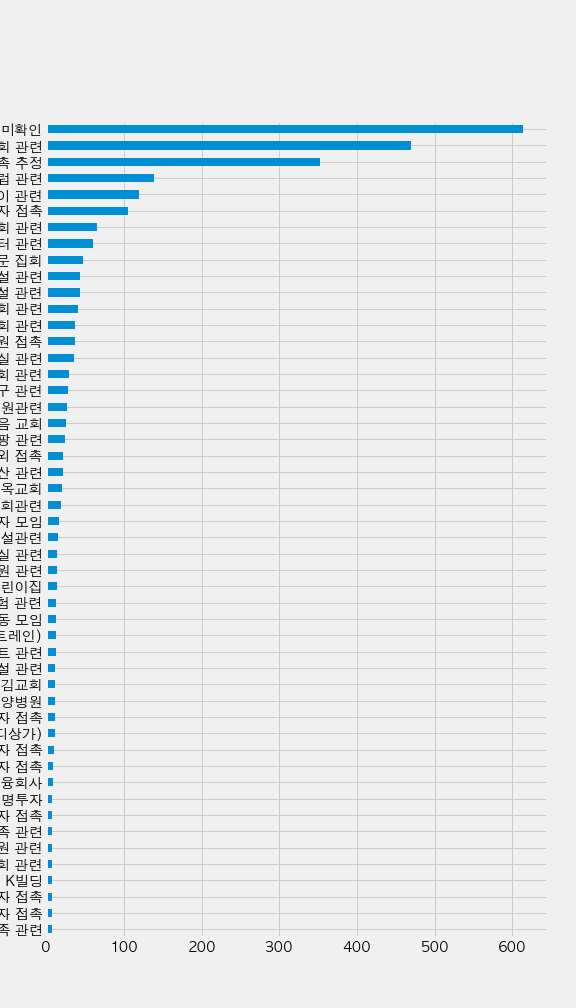 미확인
회 관련
촉 추정
럼 관련
이 관련
자 접촉
회 관련
터 관련
문 집회
설 관련
설 관련
회 관련
회 관련
원 접촉
실 관련
회 관련
구 관련
원관련
음 교회
팡 관련
외 접촉
산 관련
옥교회
회관련
자 모임
설관련
실 관련
원 관련
린이집
험 관련
동 모임
트레인)
트 관련
설 관련
김교회
양병원
자 접촉
디상가)
자 접촉
자 접촉
융회사
명투자
자 접촉
족 관련
원 관련
회 관련
K빌딩
자 접촉
자 접촉
족 관련
0 100 200 300 400 500 600